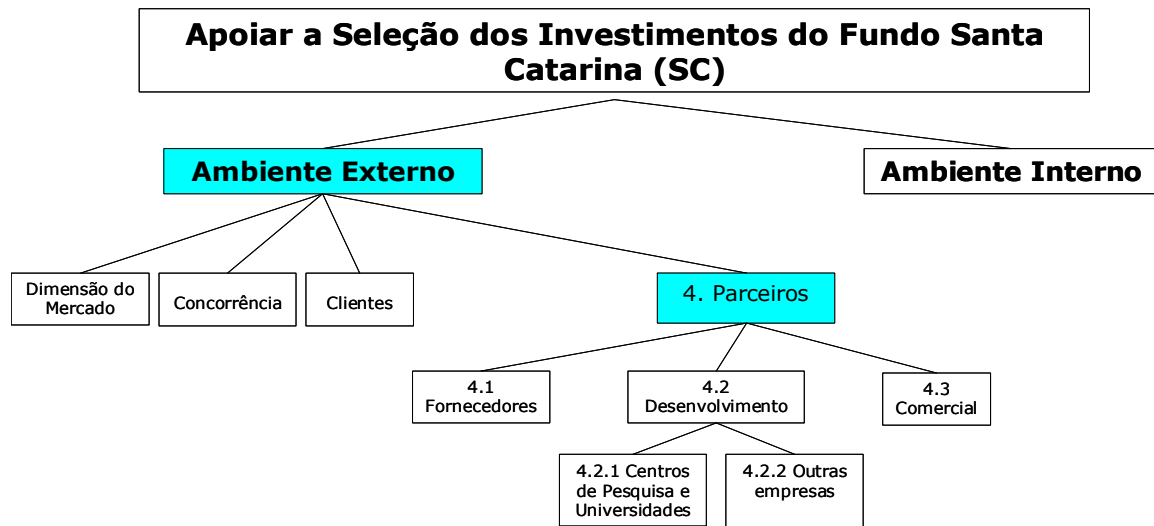 Apoiar a Seleção dos Investimentos do Fundo Santa
Catarina (SC)
Ambiente Externo
Ambiente Interno
Dimensão do
Mercado
Concorrência
Clientes
4. Parceiros
4.1
Fornecedores
4.2
Desenvolvimento
4.3
Comercial
4.2.1 Centros
de Pesquisa e
Universidades
4.2.2 Outras
empresas